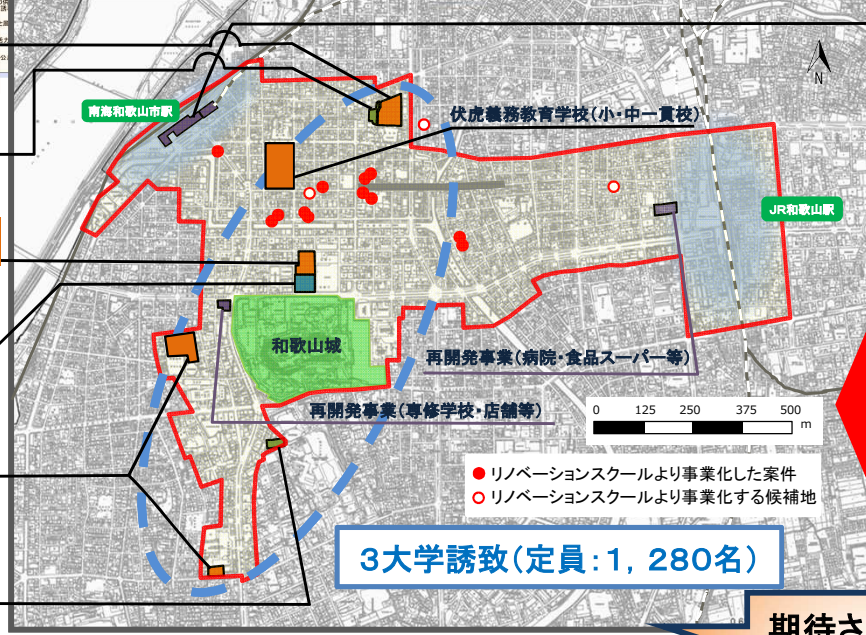 南海和歌山市駅
N
伏虎義務教育学校(小・中一貫校)
JR和歌山駅
和歌山城
再開発事業(病院・食品スーパー等)
再開発事業(専修学校・店舗等)
0 125 250 375 500
m
● リノベーションスクールより事業化した案件
○ リノベーションスクールより事業化する候補地
3大学誘致(定員:1, 280名)
期待さ